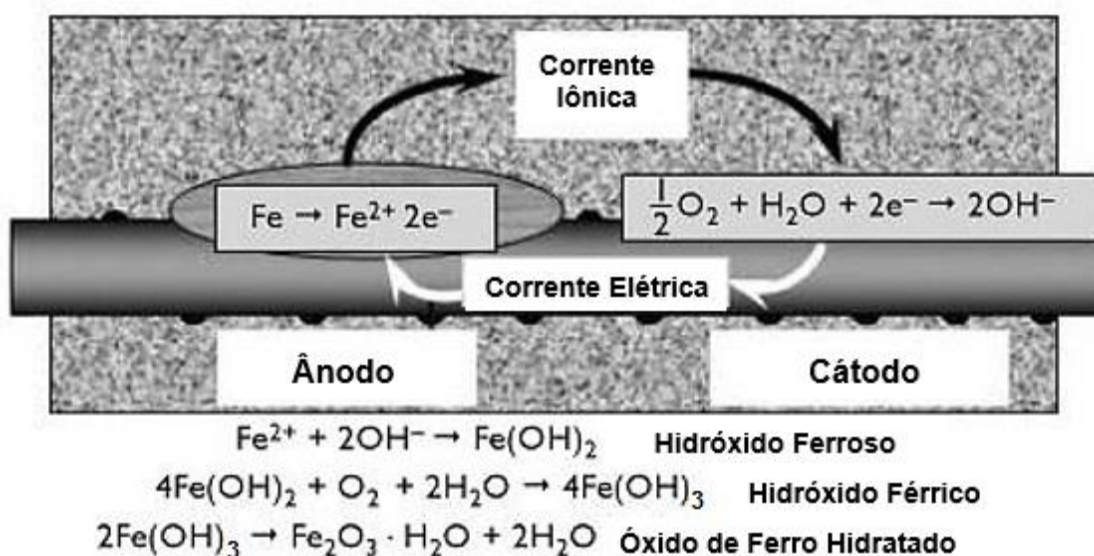 Corrente
Iônica
Fe → Fe²⁺ 2e⁻
½O₂ + H₂O + 2e⁻ → 2OH⁻
Corrente Elétrica
Ânodo
Cátodo
Fe²⁺ + 2OH⁻ → Fe(OH)₂ Hidróxido Ferroso
4Fe(OH)₂ + O₂ + 2H₂O → 4Fe(OH)₃ Hidróxido Férrico
2Fe(OH)₃ → Fe₂O₃ · H₂O + 2H₂O Óxido de Ferro Hidratado